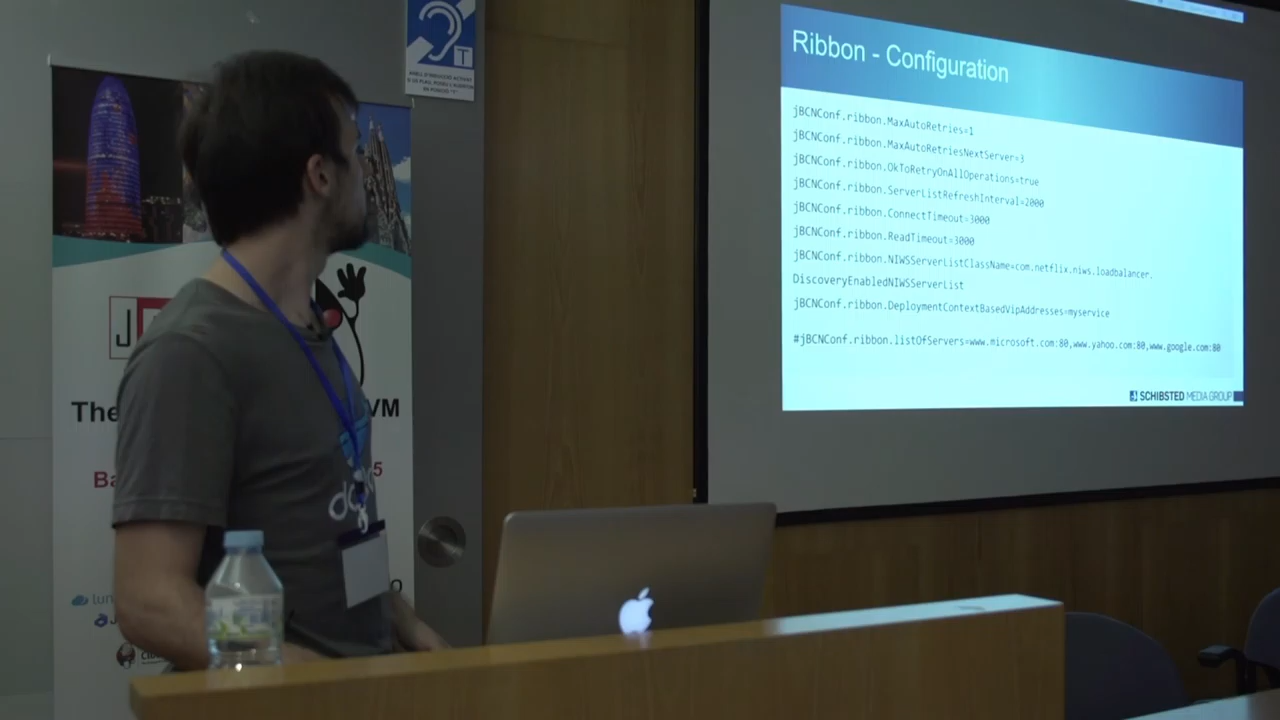 Ribbon - Configuration
jBCNConf.ribbon.MaxAutoRetries=1
jBCNConf.ribbon.MaxAutoRetriesNextServer=3
jBCNConf.ribbon.OkToRetryOnAllOperations=true
jBCNConf.ribbon.ServerListRefreshInterval=2000
jBCNConf.ribbon.ConnectTimeout=3000
jBCNConf.ribbon.ReadTimeout=3000
jBCNConf.ribbon.NIWSServerListClassName=com.netflix.niws.loadbalancer.
DiscoveryEnabledNIWSServerList
jBCNConf.ribbon.DeploymentContextBasedVipAddresses=myservice
#jBCNConf.ribbon.listOfServers=www.microsoft.com:80,www.yahoo.com:80,www.google.com:80
SCHIBSTED MEDIA GROUP
T
J
The
VM
Ba
5